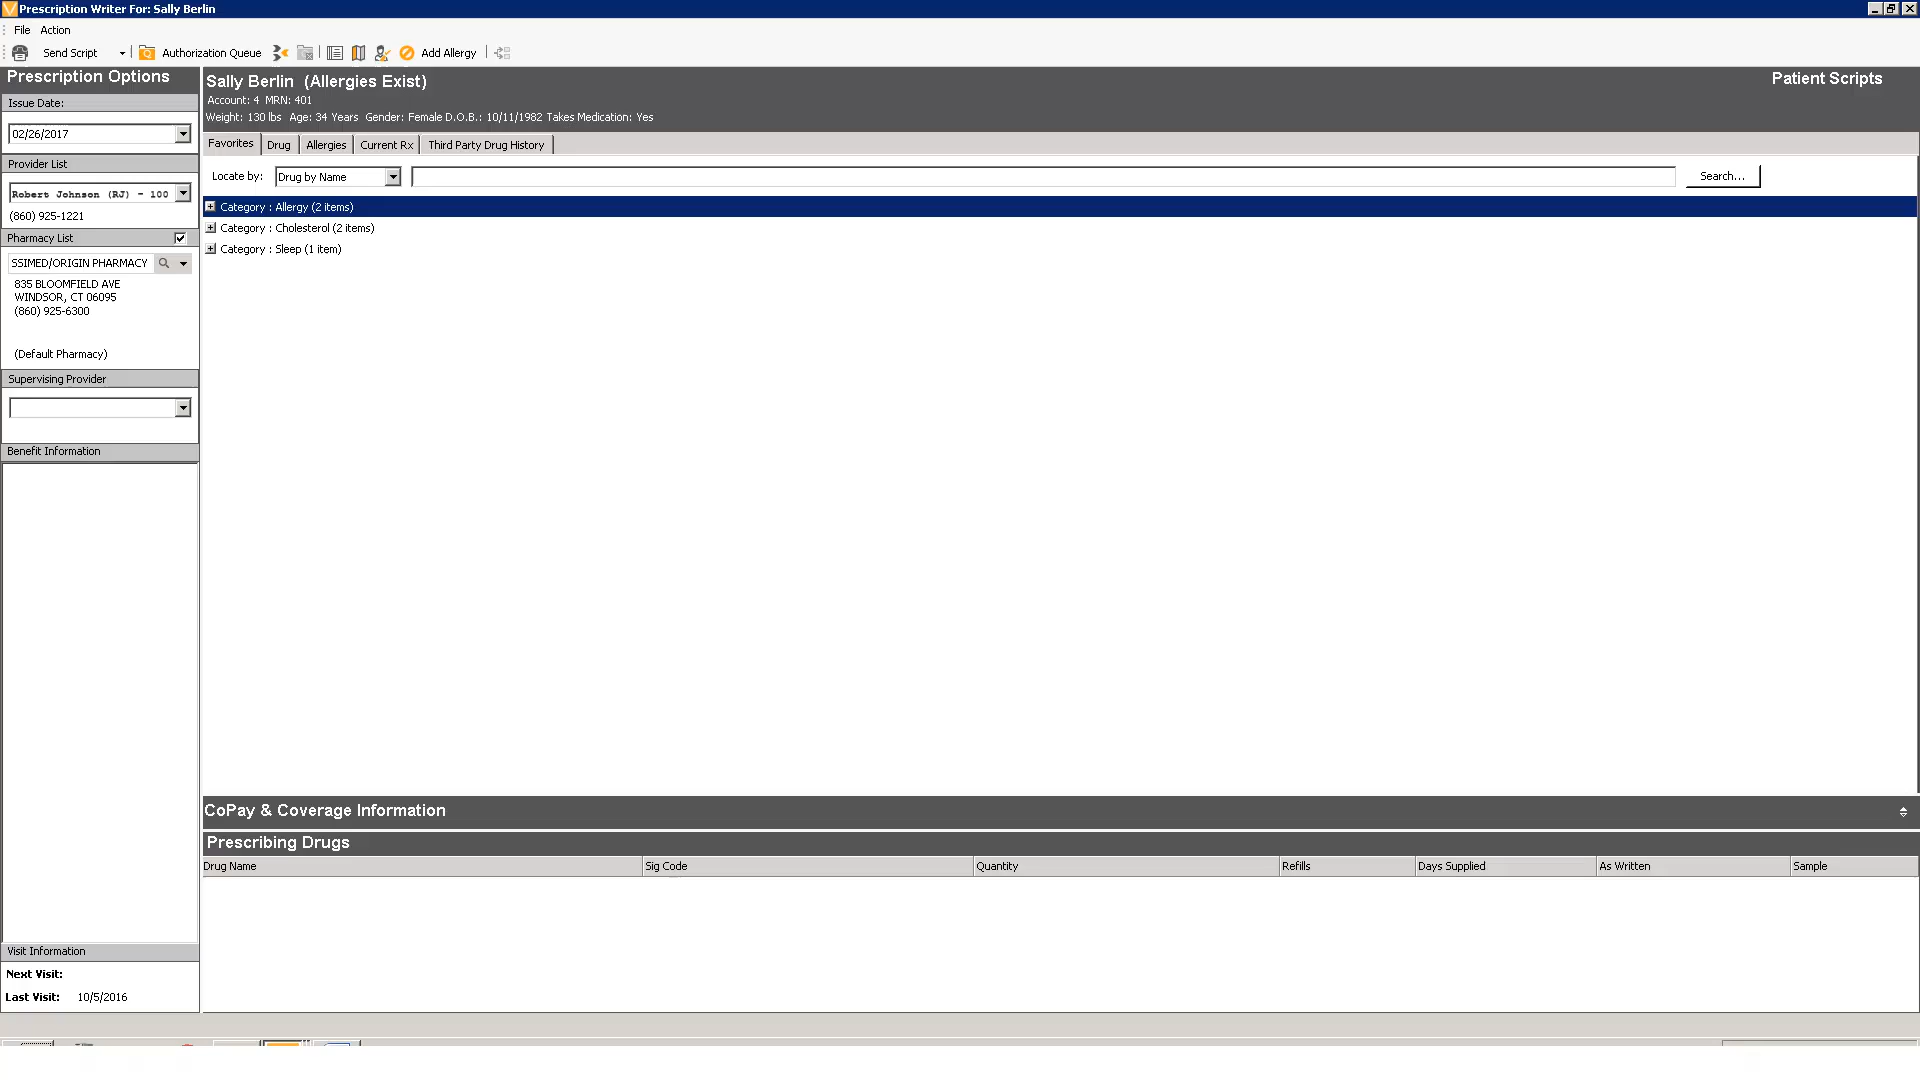 Prescription Writer For: Sally Berlin
File Action
Send Script Authorization Queue Add Allergy
Prescription Options
Issue Date:
02/26/2017
Provider List
Robert Johnson (RJ) - 100
(860) 925-1221
Pharmacy List
SSIMED/ORIGIN PHARMACY
835 BLOOMFIELD AVE
WINDSOR, CT 06095
(860) 925-6300
(Default Pharmacy)
Supervising Provider
Benefit Information
Visit Information
Next Visit:
Last Visit: 10/5/2016
Sally Berlin (Allergies Exist)
Patient Scripts
Account: 4 MRN: 401
Weight: 130 lbs Age: 34 Years Gender: Female D.O.B.: 10/11/1982 Takes Medication: Yes
Favorites Drug Allergies Current Rx Third Party Drug History
Locate by: Drug by Name Search...
Category : Allergy (2 items)
Category : Cholesterol (2 items)
Category : Sleep (1 item)
CoPay & Coverage Information
Prescribing Drugs
Drug Name Sig Code Quantity Refills Days Supplied As Written Sample